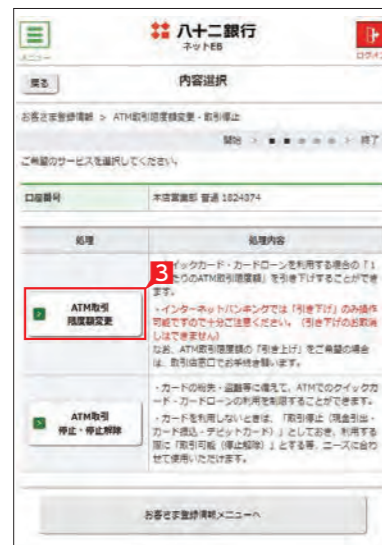 八十二銀行
ネットEB
メニュー
戻る
内容選択
お客さま登録情報 > ATM取引限度額変更・取引停止
開始 > ■ ■ ■ ■ ■ > 終了
ご希望のサービスを選択してください。
口座番号
本店営業部 普通 1024074
処理
処理内容
3
イックカード・カードローンを利用する場合の「1
たりのATM取引限度額」を引き下げすることができ
ます。
・インターネットバンキングでは「引き下げ」のみ操作
可能ですので十分ご注意ください。（引き下げのお取消
しはできません）
なお、ATM取引限度額の「引き上げ」をご希望の場合
は、取引店窓口でお手続き願います。
ATM取引
限度額変更
・カードの紛失・盗難等に備えて、ATMでのクイックカ
ード・カードローンの利用を制限することができます。
・カードを利用しないときは、「取引停止（現金引出・
カード振込・デビットカード）」としておき、利用する
際に「取引可能（停止解除）」とする等、ニーズに合わ
せて使用いただけます。
ATM取引
停止・停止解除
お客さま登録情報メニューへ